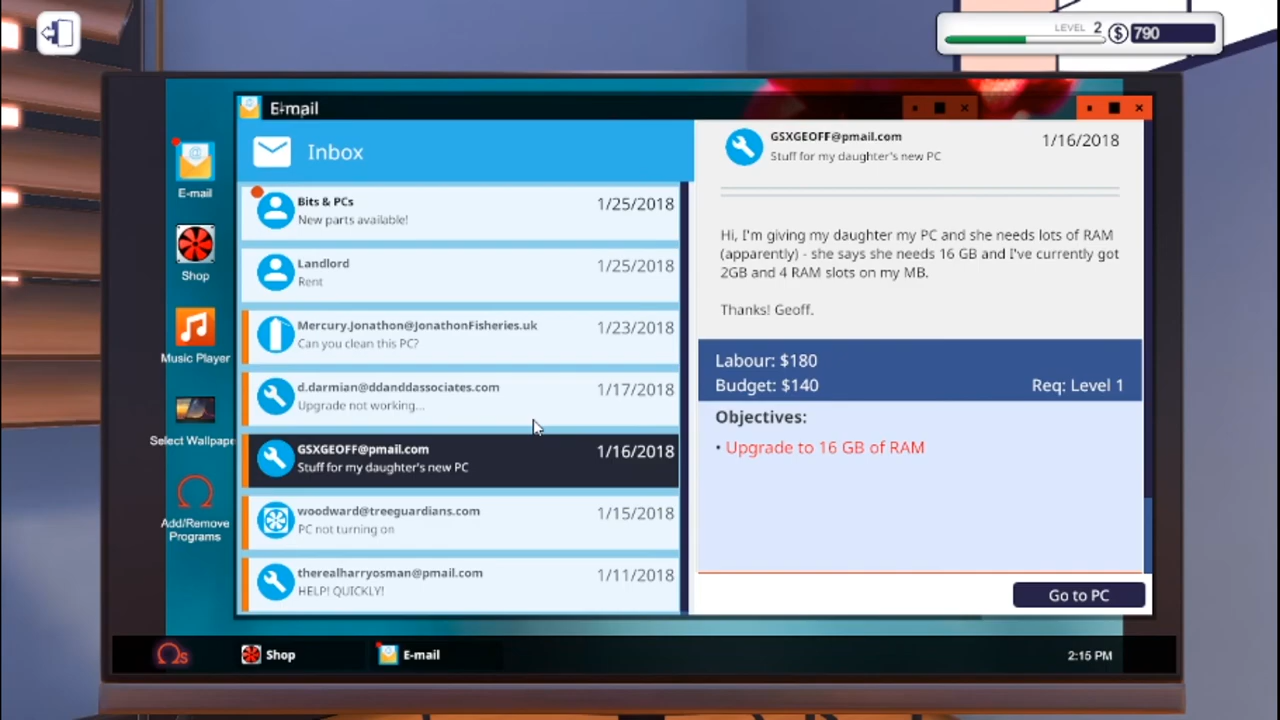 LEVEL 2
$ 790
E-mail
Inbox
E-mail
Shop
Music Player
Select Wallpape
Add/Remove
Programs
Bits & PCs
1/25/2018
New parts available!
Landlord
1/25/2018
Rent
Mercury.Jonathon@JonathonFisheries.uk
1/23/2018
Can you clean this PC?
d.darmian@ddanddassociates.com
1/17/2018
Upgrade not working...
GSXGEOFF@pmail.com
1/16/2018
Stuff for my daughter's new PC
woodward@treeguardians.com
1/15/2018
PC not turning on
therealharryosman@pmail.com
1/11/2018
HELP! QUICKLY!
GSXGEOFF@pmail.com
1/16/2018
Stuff for my daughter's new PC
Hi, I'm giving my daughter my PC and she needs lots of RAM
(apparently) - she says she needs 16 GB and I've currently got
2GB and 4 RAM slots on my MB.
Thanks! Geoff.
Labour: $180
Budget: $140
Req: Level 1
Objectives:
• Upgrade to 16 GB of RAM
Go to PC
Ωs
Shop
E-mail
2:15 PM